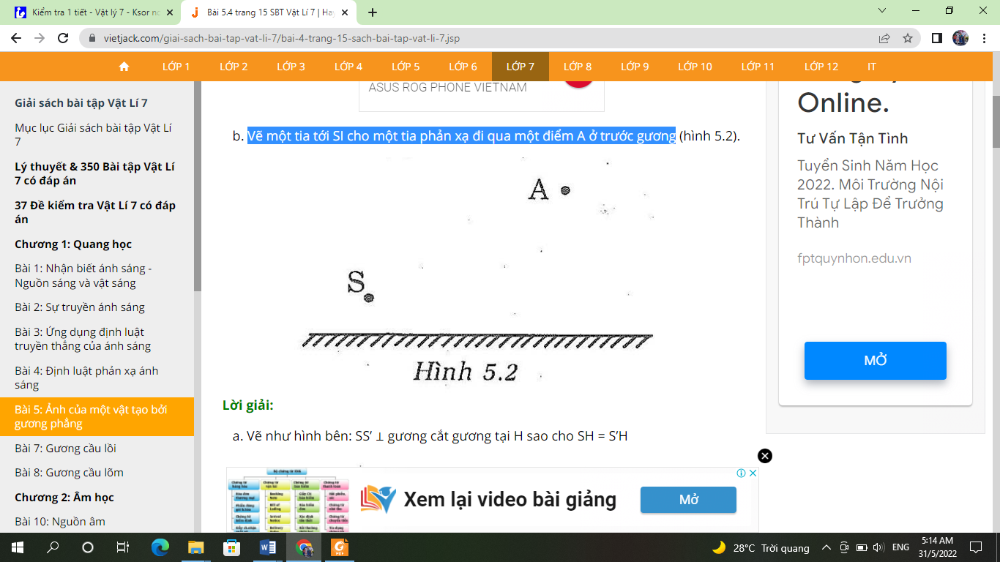 Kiểm tra 1 tiết - Vật lý 7 - Ksor no
Bài 5.4 trang 15 SBT Vật Lí 7 | Hay
vietjack.com/giai-sach-bai-tap-vat-li-7/bai-4-trang-15-sach-bai-tap-vat-li-7.jsp
LỚP 1 LỚP 2 LỚP 3 LỚP 4 LỚP 5 LỚP 6 LỚP 7 LỚP 8 LỚP 9 LỚP 10 LỚP 11 LỚP 12 IT
Giải sách bài tập Vật Lí 7
Mục lục Giải sách bài tập Vật Lí
7
Lý thuyết & 350 Bài tập Vật Lí
7 có đáp án
37 Đề kiểm tra Vật Lí 7 có đáp
án
Chương 1: Quang học
Bài 1: Nhận biết ánh sáng -
Nguồn sáng và vật sáng
Bài 2: Sự truyền ánh sáng
Bài 3: Ứng dụng định luật
truyền thẳng của ánh sáng
Bài 4: Định luật phản xạ ánh
sáng
Bài 5: Ảnh của một vật tạo bởi
gương phẳng
Bài 7: Gương cầu lồi
Bài 8: Gương cầu lõm
Chương 2: Âm học
Bài 10: Nguồn âm
ASUS ROG PHONE VIETNAM
b. Vẽ một tia tới SI cho một tia phản xạ đi qua một điểm A ở trước gương (hình 5.2).
A
S
Hình 5.2
Lời giải:
a. Vẽ như hình bên: SS’ ⊥ gương cắt gương tại H sao cho SH = S’H
Xem lại video bài giảng
Mở
Online.
Tư Vấn Tận Tình
Tuyển Sinh Năm Học
2022. Môi Trường Nội
Trú Tự Lập Để Trưởng
Thành
fptquynhon.edu.vn
MỞ
28°C Trời quang
ENG
5:14 AM
31/5/2022